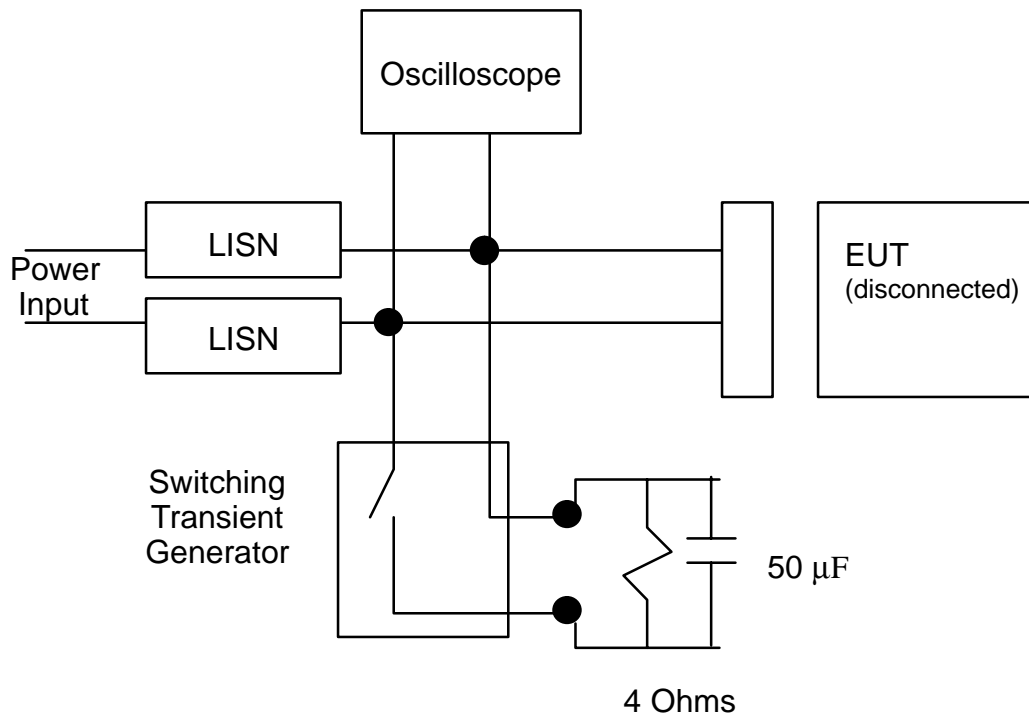 Oscilloscope
LISN
Power
Input
LISN
EUT
(disconnected)
Switching
Transient
Generator
50 μF
4 Ohms